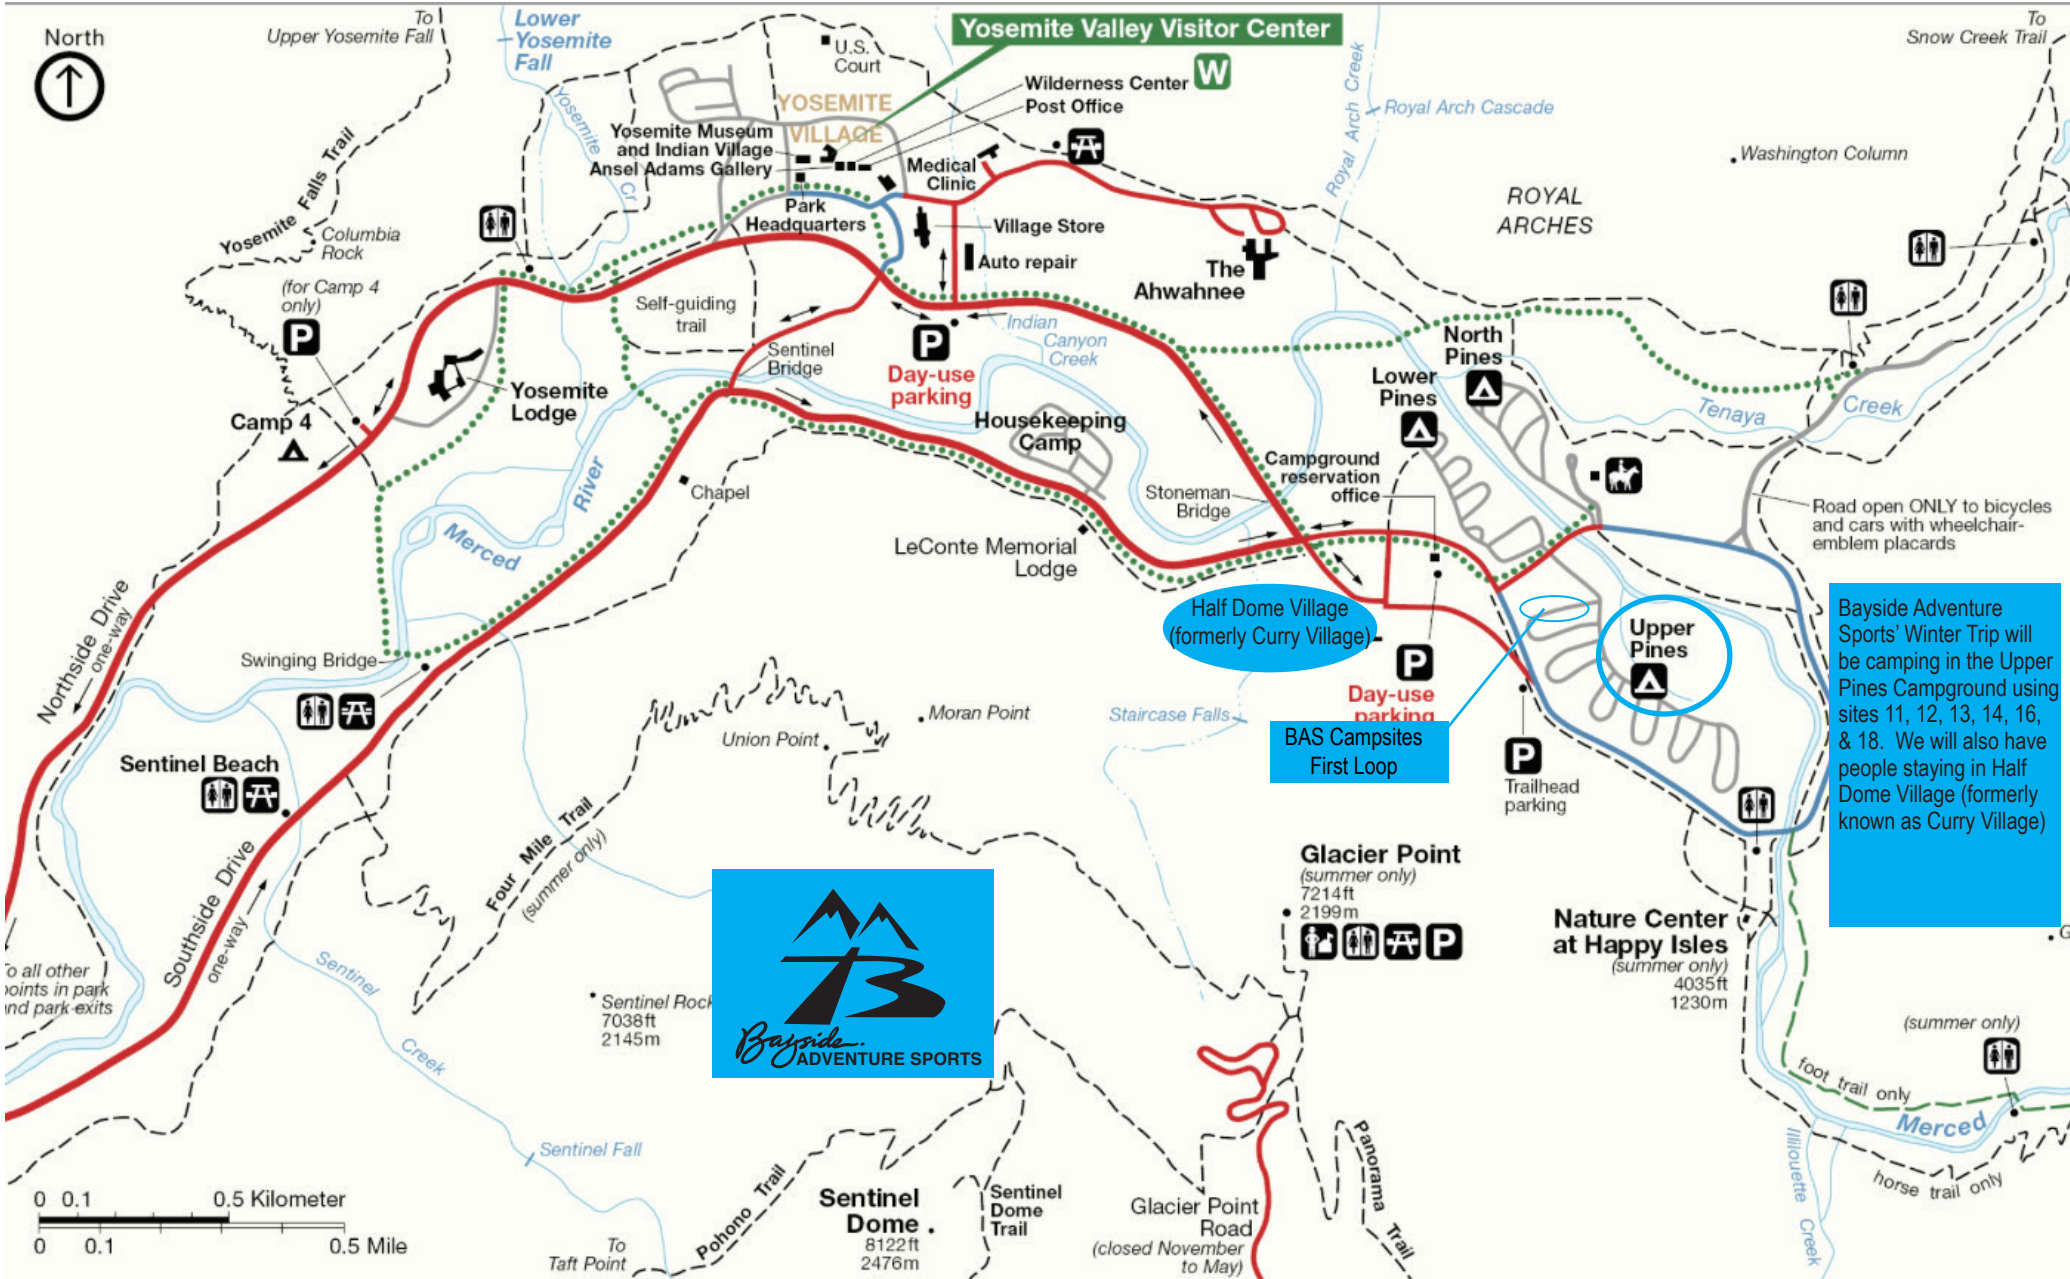 North
To
Upper Yosemite Fall
Lower
Yosemite
Fall
Yosemite Valley Visitor Center
U.S.
Court
Wilderness Center
W
Post Office
YOSEMITE
VILLAGE
Yosemite Museum
and Indian Village
Ansel Adams Gallery
Park
Headquarters
Medical
Clinic
Village Store
Auto repair
The
Ahwahnee
Royal Arch Creek
Royal Arch Cascade
To
Snow Creek Trail
Washington Column
ROYAL
ARCHES
Yosemite
Cr
Yosemite Falls Trail
Columbia
Rock
(for Camp 4
only)
P
Camp 4
Yosemite
Lodge
Self-guiding
trail
Sentinel
Bridge
P
Day-use
parking
Indian
Canyon
Creek
Housekeeping
Camp
North
Pines
Lower
Pines
Tenaya
Creek
Campground
reservation
office
Stoneman
Bridge
Road open ONLY to bicycles
and cars with wheelchair-
emblem placards
Chapel
River
Merced
LeConte Memorial
Lodge
Half Dome Village
(formerly Curry Village)
Upper
Pines
Bayside Adventure
Sports' Winter Trip will
be camping in the Upper
Pines Campground using
sites 11, 12, 13, 14, 16,
& 18. We will also have
people staying in Half
Dome Village (formerly
known as Curry Village)
P
Day-use
parking
BAS Campsites
First Loop
P
Trailhead
parking
Northside Drive
one-way
Swinging Bridge
Moran Point
Union Point
Staircase Falls
Sentinel Beach
Four Mile Trail
(summer only)
Southside Drive
one-way
Glacier Point
(summer only)
7214ft
2199m
P
Nature Center
at Happy Isles
(summer only)
4035ft
1230m
G
To all other
points in park
and park exits
Sentinel
Creek
Sentinel Rock
7038ft
2145m
Bayside
ADVENTURE SPORTS
(summer only)
foot trail only
Merced
horse trail only
Illilouette Creek
Sentinel Fall
0 0.1 0.5 Kilometer
0 0.1 0.5 Mile
To
Taft Point
Pohono Trail
Sentinel
Dome
8122ft
2476m
Sentinel
Dome
Trail
Glacier Point
Road
(closed November
to May)
Panorama
Trail